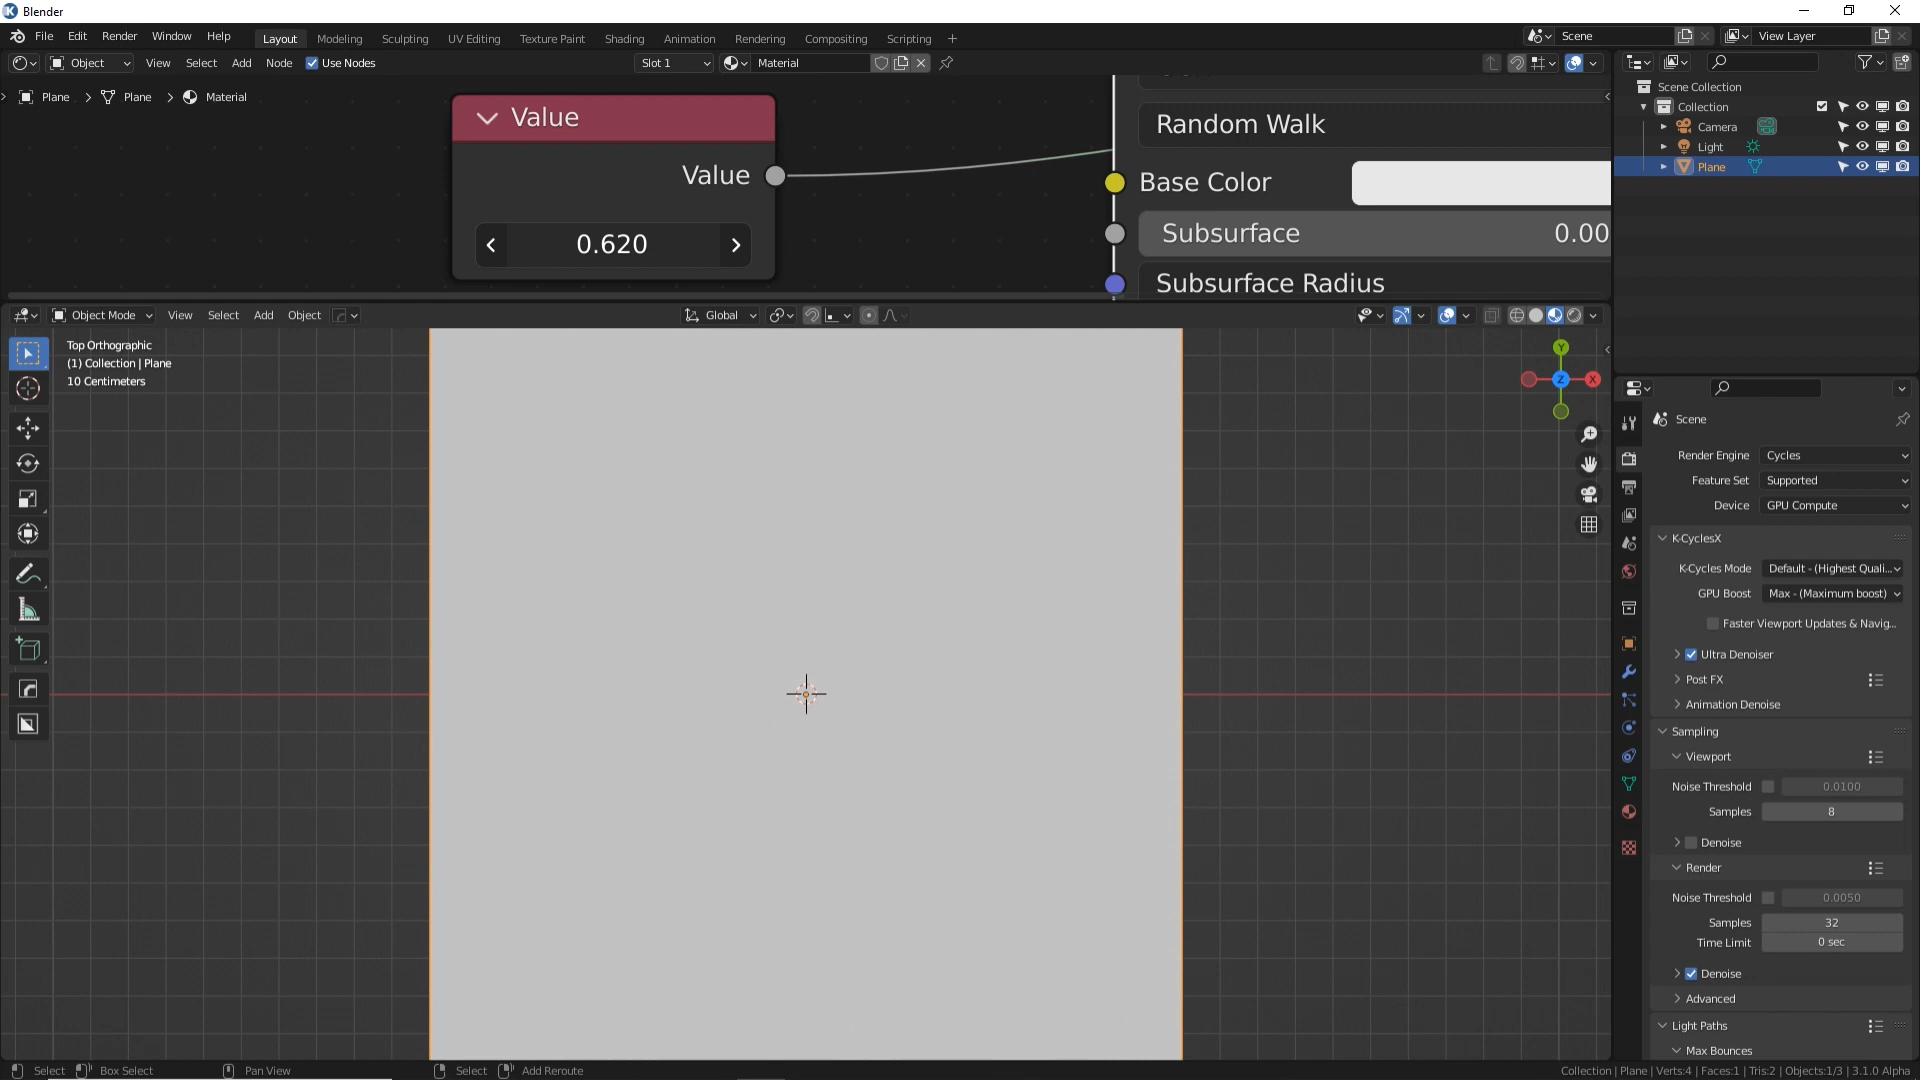 Blender
File Edit Render Window Help Layout Modeling Sculpting UV Editing Texture Paint Shading Animation Rendering Compositing Scripting + Scene View Layer
Object View Select Add Node Use Nodes Slot 1 Material
Plane > Plane > Material
Value
Value
0.620
Random Walk
Base Color
Subsurface 0.00
Subsurface Radius
Scene Collection
Collection
Camera
Light
Plane
Object Mode View Select Add Object Global
Top Orthographic
(1) Collection | Plane
10 Centimeters
Y
Z
X
Scene
Render Engine Cycles
Feature Set Supported
Device GPU Compute
K-CyclesX
K-Cycles Mode Default - (Highest Quali...
GPU Boost Max - (Maximum boost)
Faster Viewport Updates & Navig...
Ultra Denoiser
Post FX
Animation Denoise
Sampling
Viewport
Noise Threshold 0.0100
Samples 8
Denoise
Render
Noise Threshold 0.0050
Samples 32
Time Limit 0 sec
Denoise
Advanced
Light Paths
Max Bounces
Select Box Select Pan View Select Add Reroute Collection | Plane | Verts:4 | Faces:1 | Tris:2 | Objects:1/3 | 3.1.0 Alpha